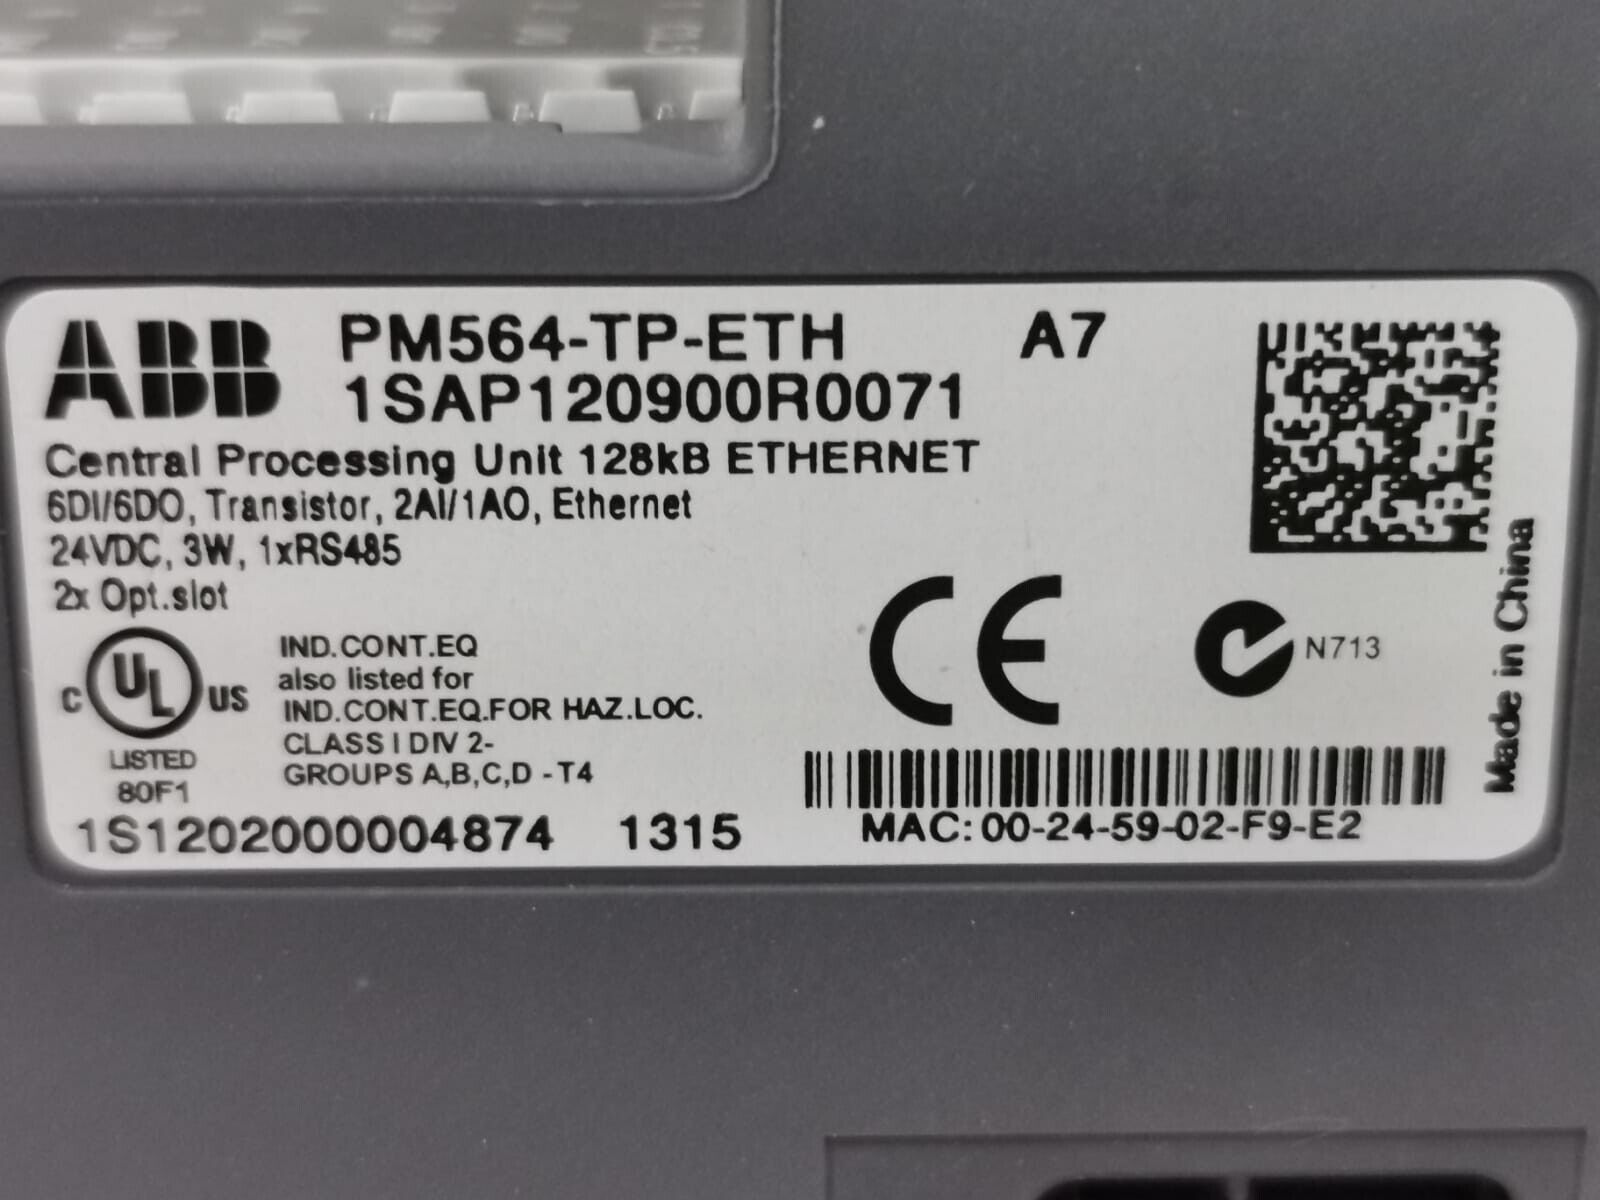 ABB
PM564-TP-ETH A7
1SAP120900R0071
Central Processing Unit 128kB ETHERNET
6DI/6DO, Transistor, 2AI/1AO, Ethernet
24VDC, 3W, 1xRS485
2x Opt.slot
C UL US
LISTED
80F1
IND.CONT.EQ
also listed for
IND.CONT.EQ.FOR HAZ.LOC.
CLASS I DIV 2-
GROUPS A,B,C,D -T4
CE
N713
Made in China
1S1202000004874 1315
MAC: 00-24-59-02-F9-E2